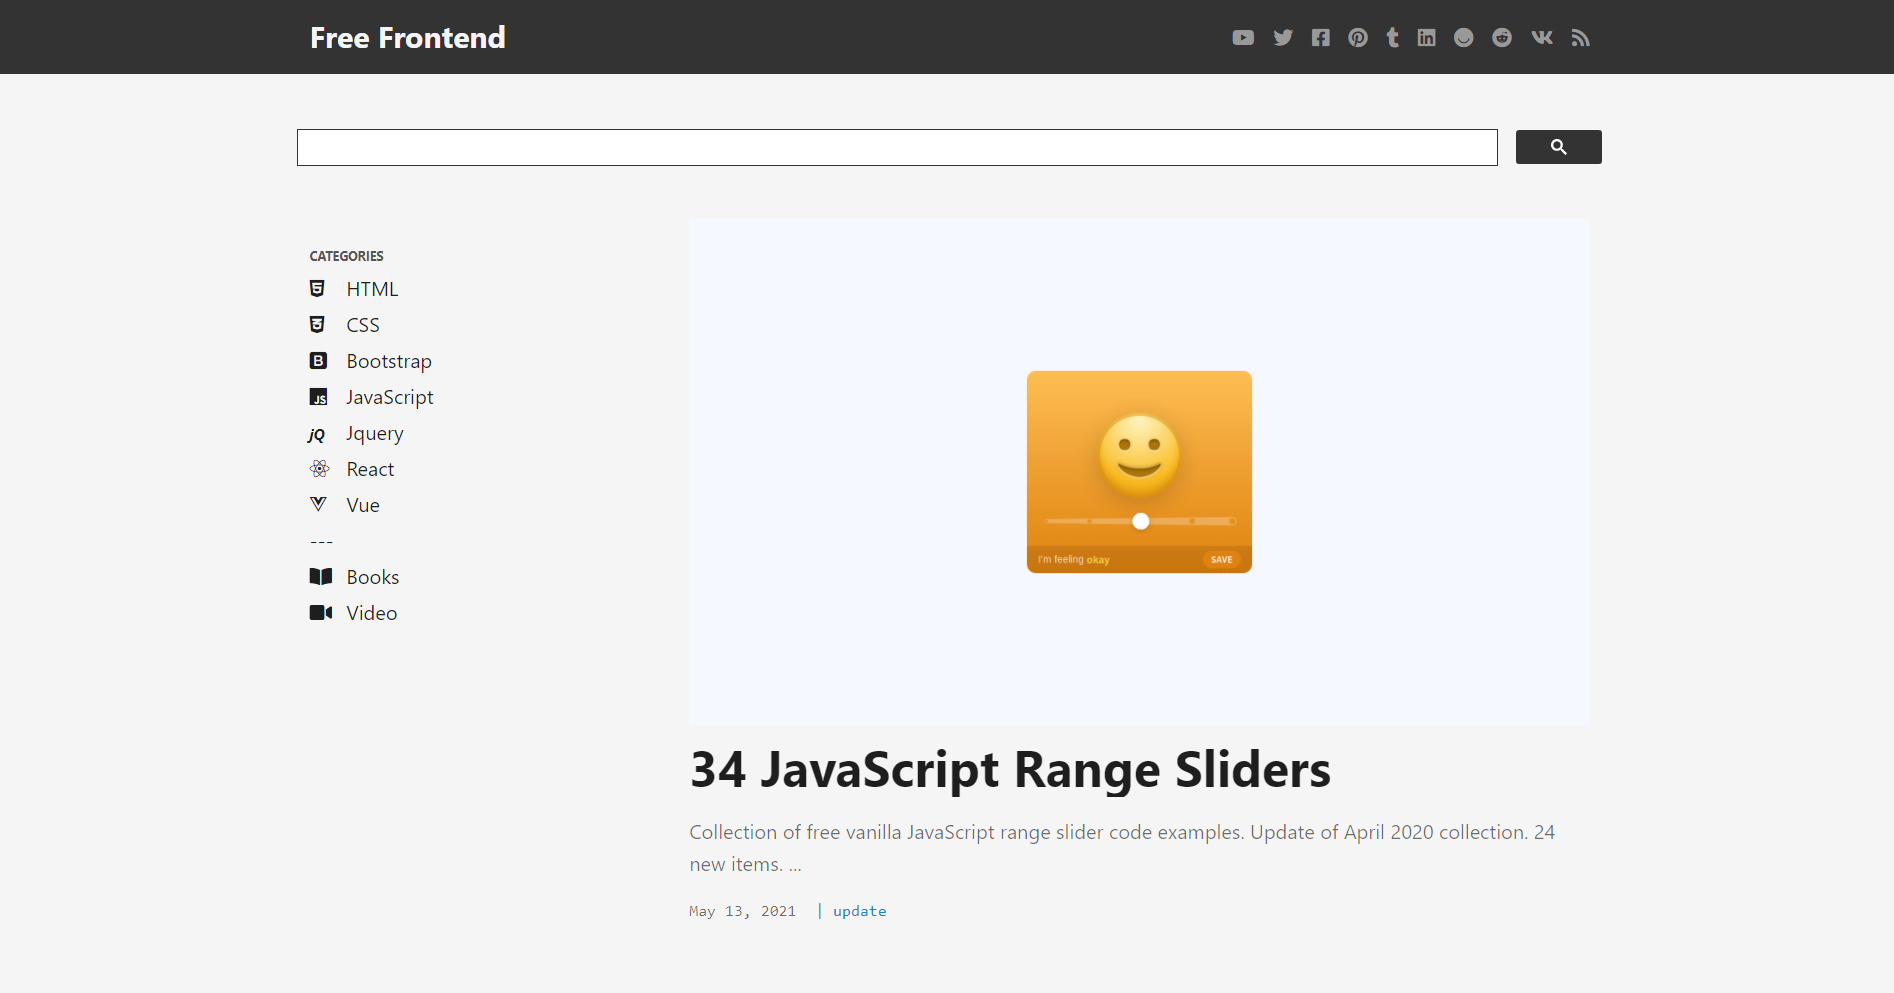 Free Frontend
CATEGORIES
HTML
CSS
Bootstrap
JavaScript
jQ Jquery
React
Vue
---
Books
Video
I'm feeling okay
SAVE
34 JavaScript Range Sliders
Collection of free vanilla JavaScript range slider code examples. Update of April 2020 collection. 24
new items. ...
May 13, 2021 | update